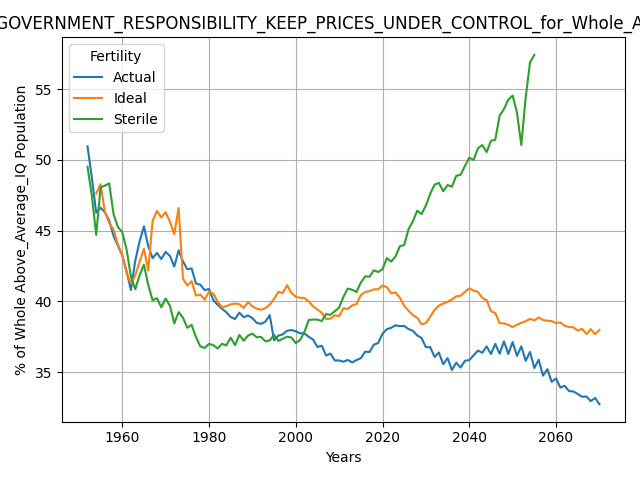 GOVERNMENT_RESPONSIBILITY_KEEP_PRICES_UNDER_CONTROL_for_Whole_A
Fertility
Actual
Ideal
Sterile
% of Whole Above_Average_IQ Population
55
50
45
40
35
1960 1980 2000 2020 2040 2060
Years